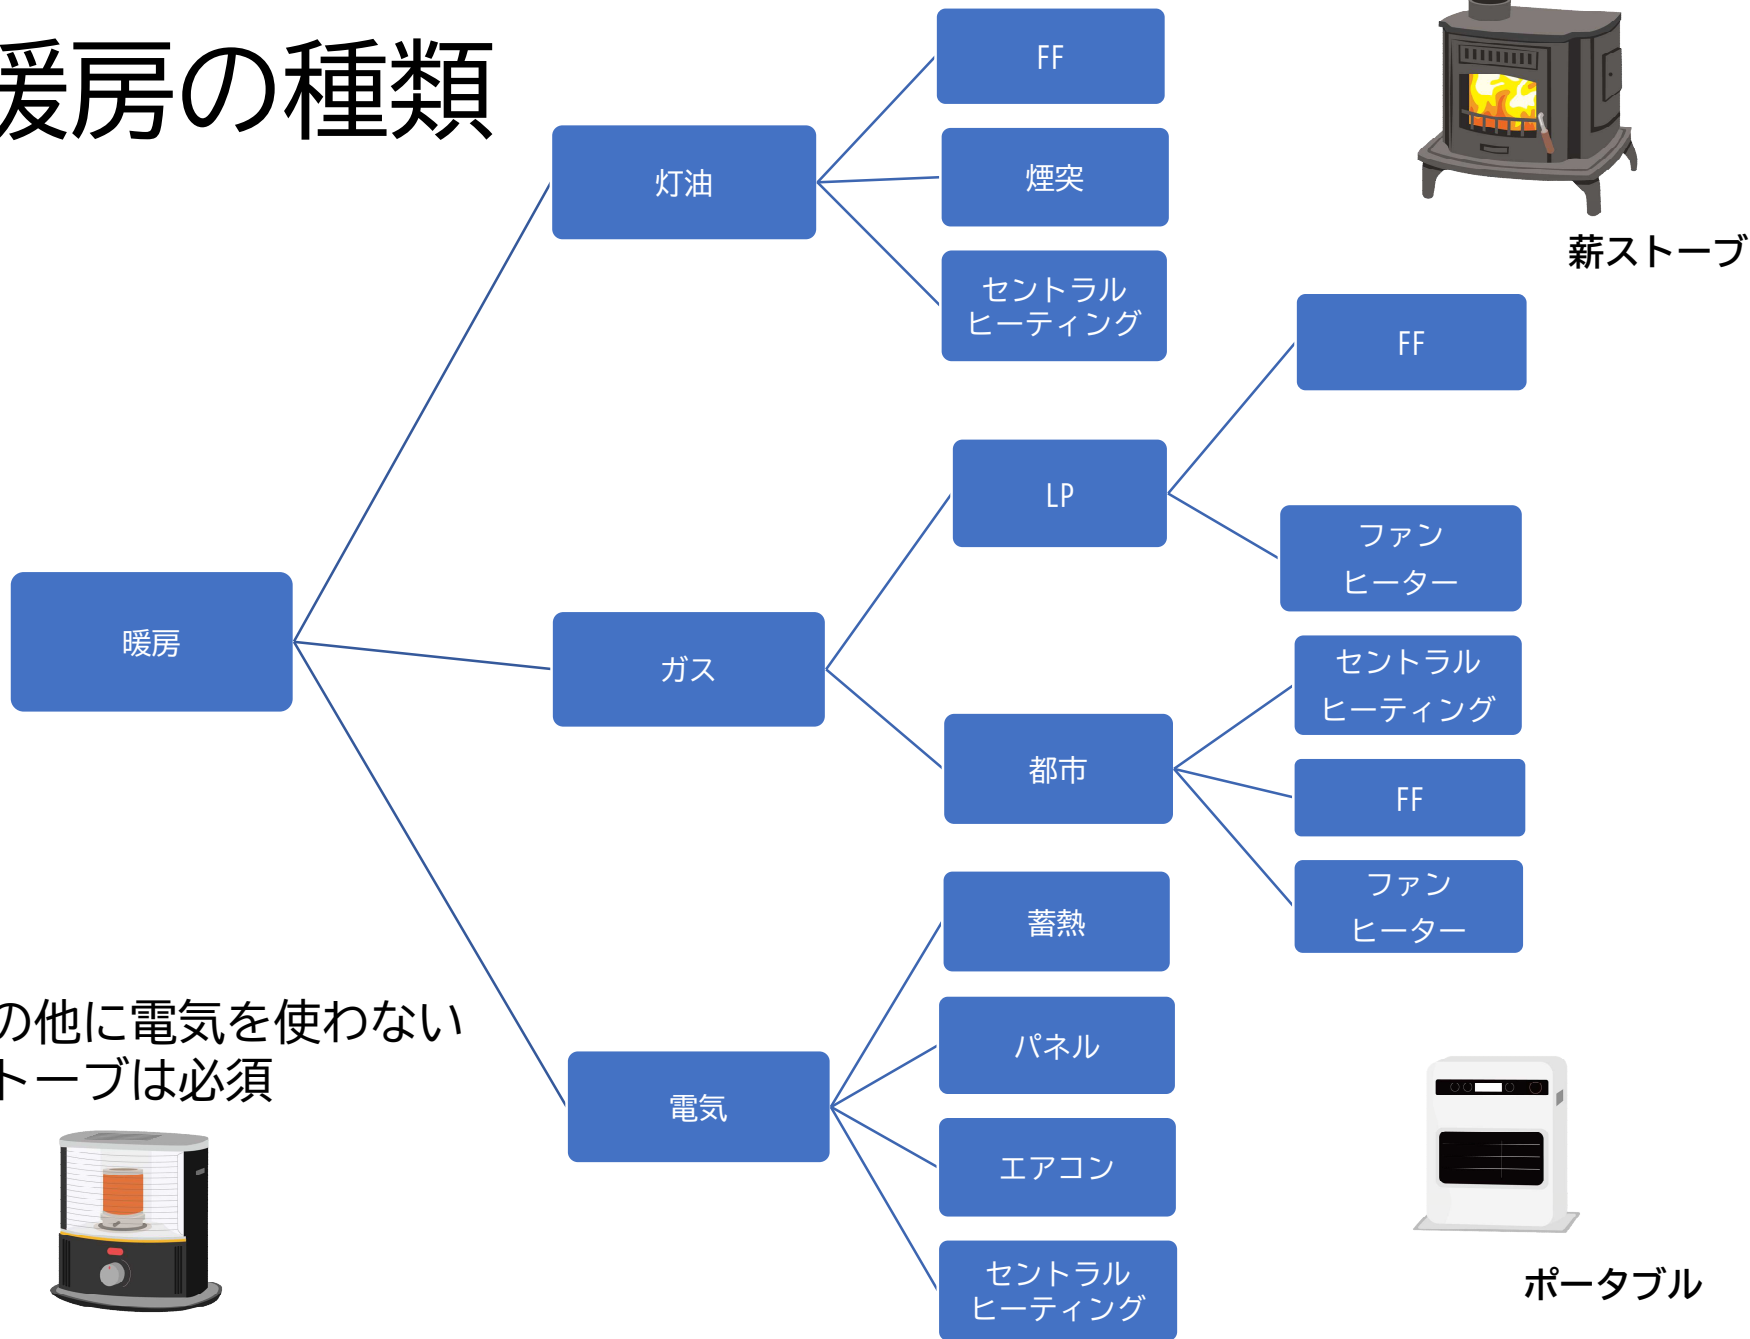 暖房の種類
FF
灯油
煙突
セントラル
ヒーティング
薪ストーブ
FF
LP
ファン
ヒーター
暖房
ガス
セントラル
ヒーティング
都市
FF
ファン
ヒーター
蓄熱
の他に電気を使わない
トーブは必須
パネル
電気
エアコン
セントラル
ヒーティング
ポータブル